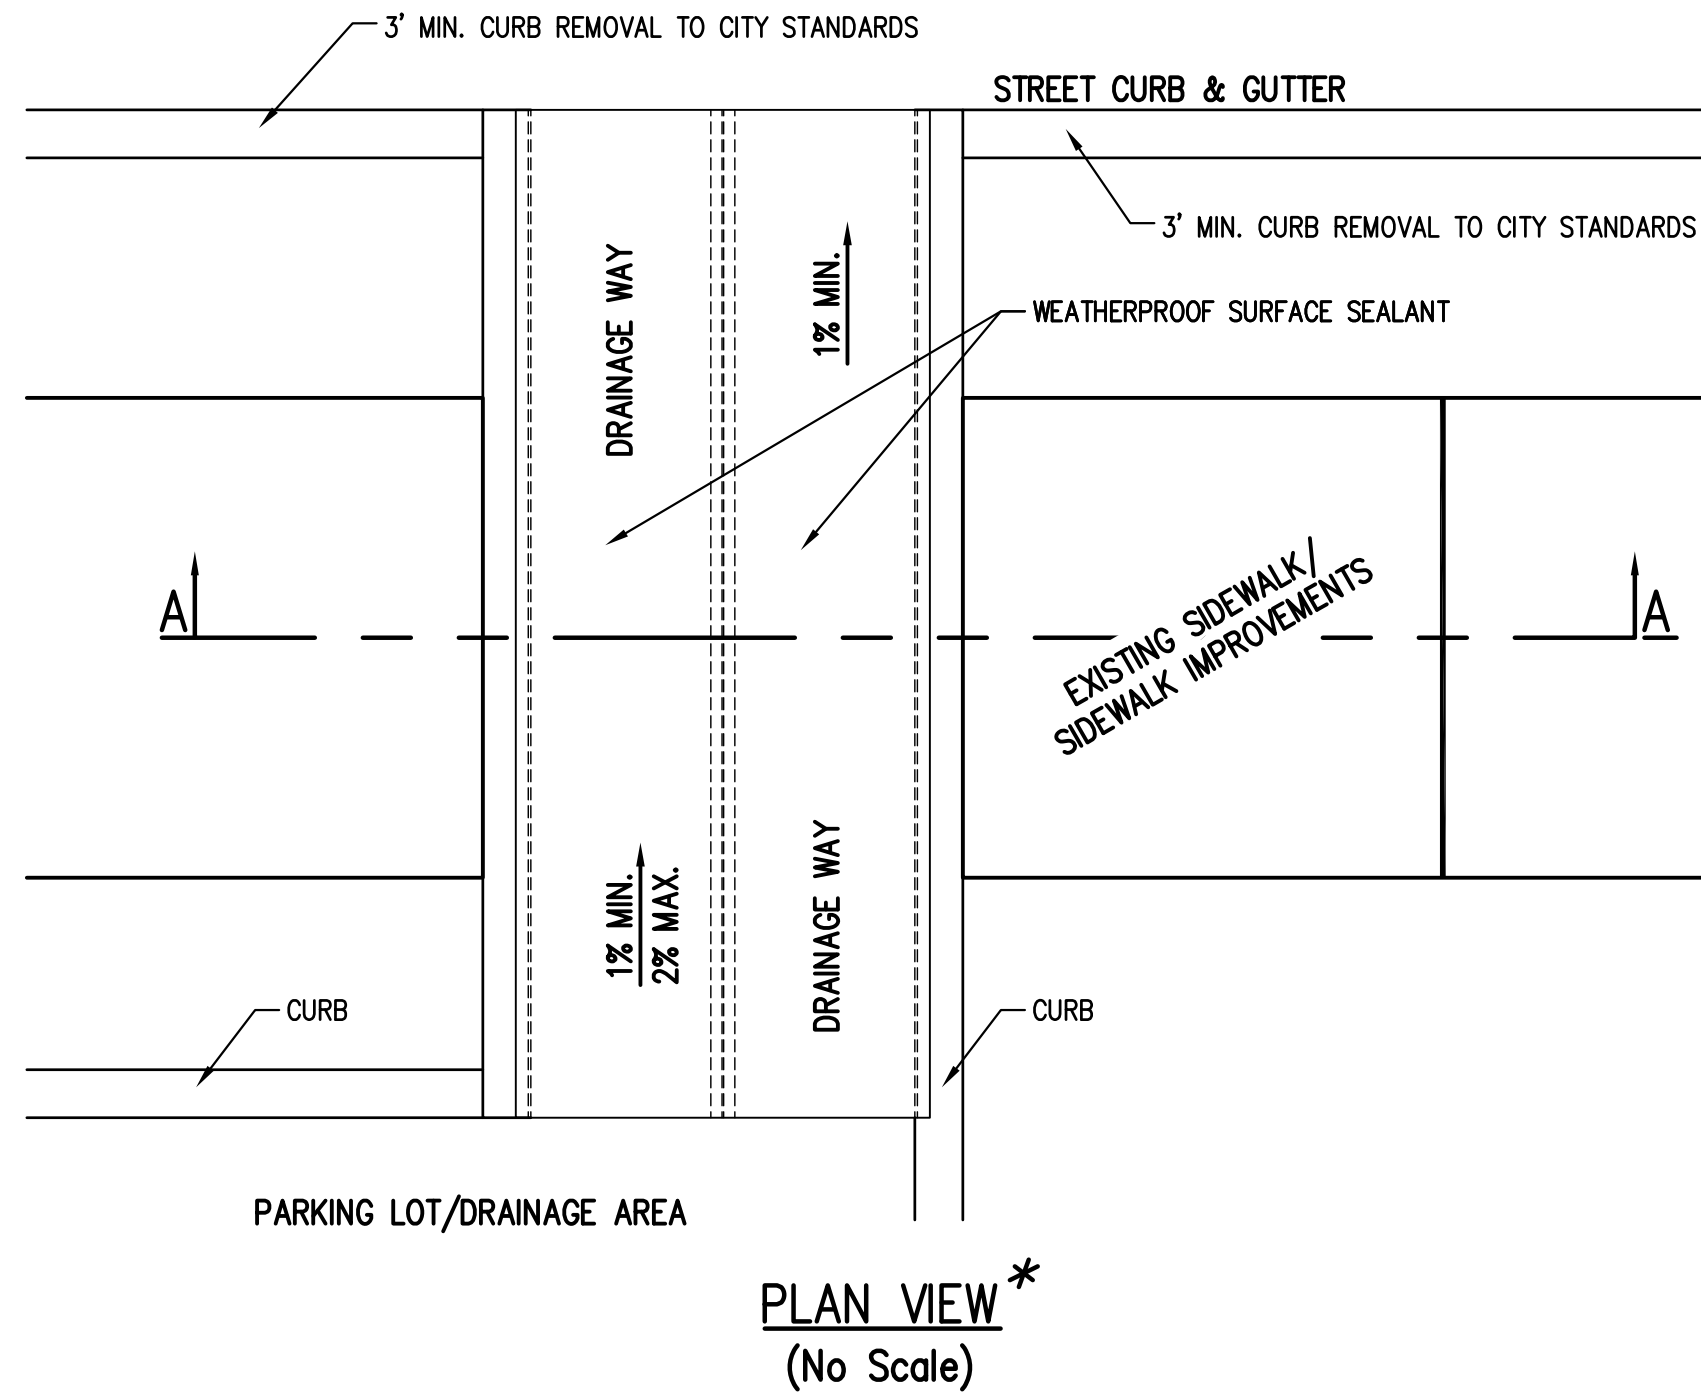 3' MIN. CURB REMOVAL TO CITY STANDARDS
STREET CURB & GUTTER
3' MIN. CURB REMOVAL TO CITY STANDARDS
DRAINAGE WAY
1% MIN.
WEATHERPROOF SURFACE SEALANT
A
EXISTING SIDEWALK/
SIDEWALK IMPROVEMENTS
A
1% MIN.
2% MAX.
DRAINAGE WAY
CURB
CURB
PARKING LOT/DRAINAGE AREA
PLAN VIEW*
(No Scale)